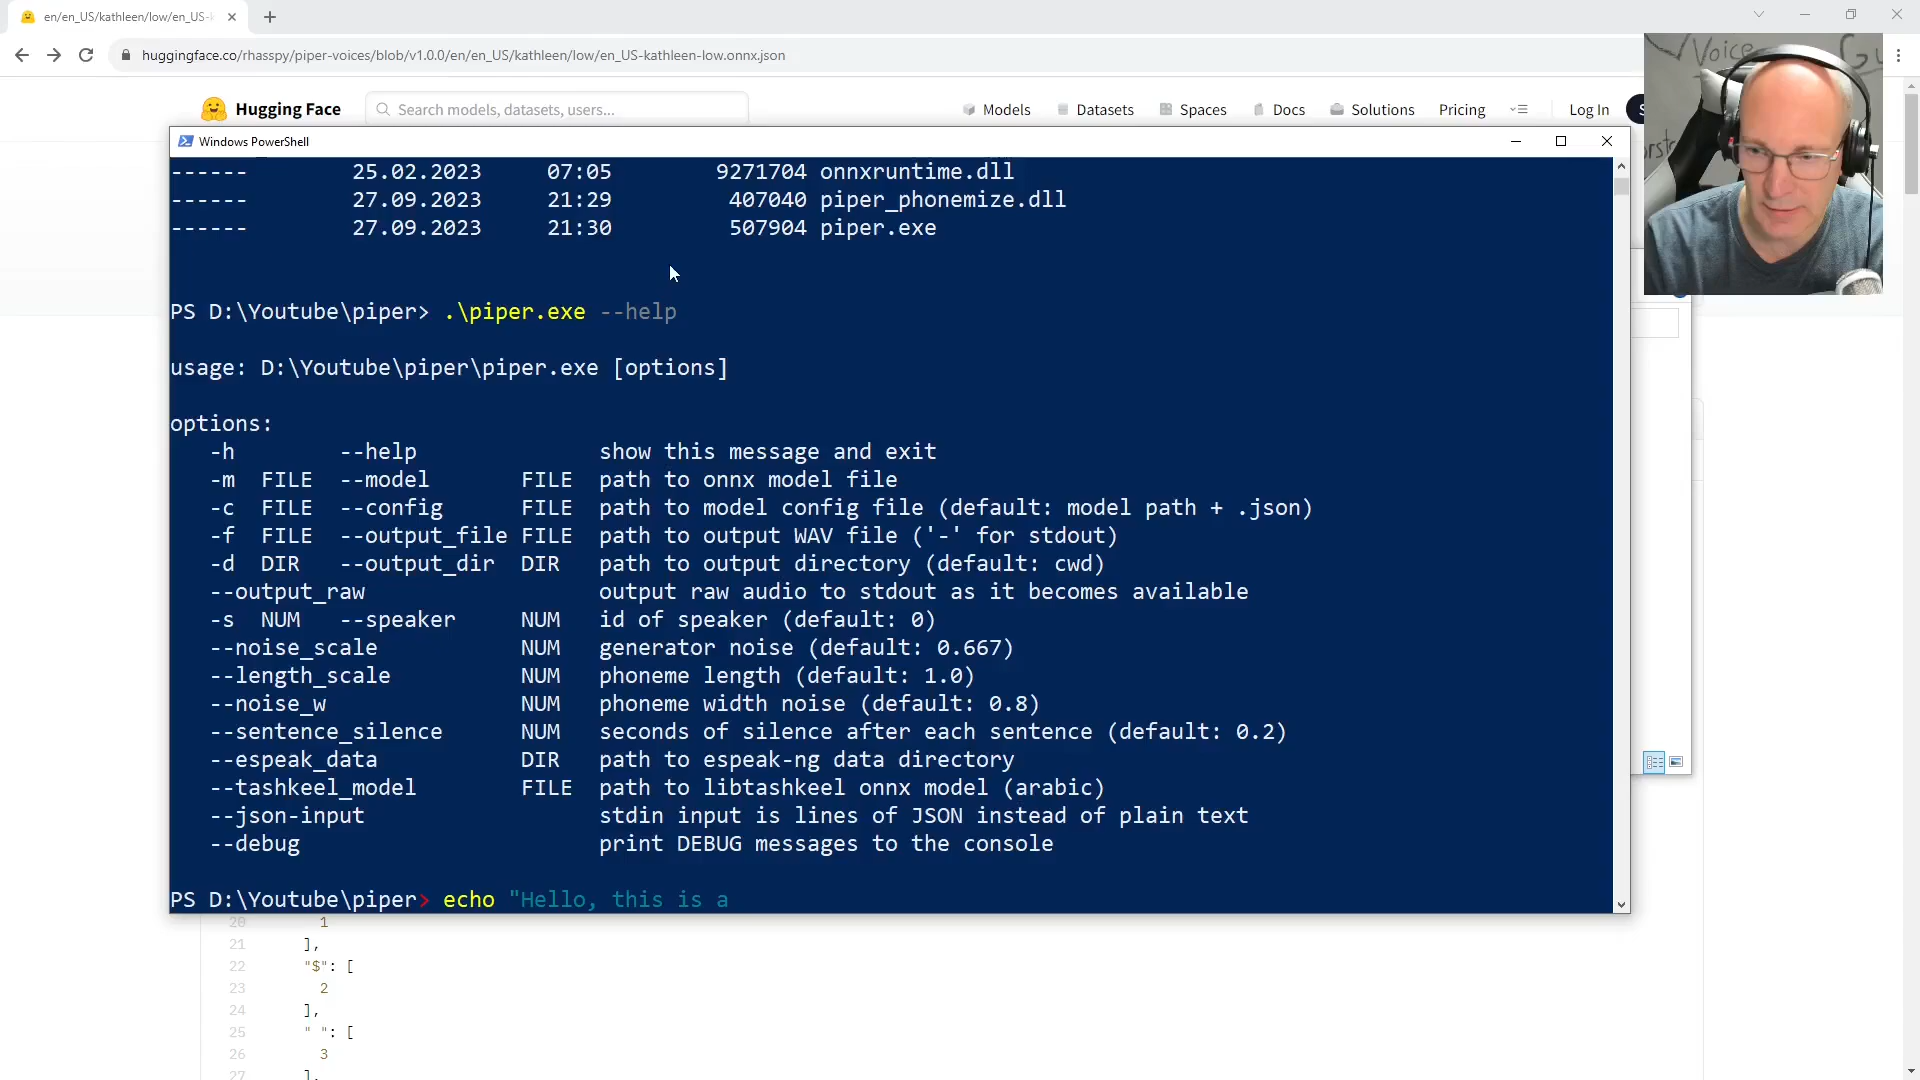 en/en_US/kathleen/low/en_US-k
huggingface.co/rhasspy/piper-voices/blob/v1.0.0/en/en_US/kathleen/low/en_US-kathleen-low.onnx.json
Voice
Hugging Face
Search models, datasets, users...
Models
Datasets
Spaces
Docs
Solutions
Pricing
Log In
Windows PowerShell
------ 25.02.2023 07:05 9271704 onnxruntime.dll
------ 27.09.2023 21:29 407040 piper_phonemize.dll
------ 27.09.2023 21:30 507904 piper.exe
PS D:\Youtube\piper> .\piper.exe --help
usage: D:\Youtube\piper\piper.exe [options]
options:
-h --help show this message and exit
-m FILE --model FILE path to onnx model file
-c FILE --config FILE path to model config file (default: model path + .json)
-f FILE --output_file FILE path to output WAV file ('-' for stdout)
-d DIR --output_dir DIR path to output directory (default: cwd)
--output_raw output raw audio to stdout as it becomes available
-s NUM --speaker NUM id of speaker (default: 0)
--noise_scale NUM generator noise (default: 0.667)
--length_scale NUM phoneme length (default: 1.0)
--noise_w NUM phoneme width noise (default: 0.8)
--sentence_silence NUM seconds of silence after each sentence (default: 0.2)
--espeak_data DIR path to espeak-ng data directory
--tashkeel_model FILE path to libtashkeel onnx model (arabic)
--json-input stdin input is lines of JSON instead of plain text
--debug print DEBUG messages to the console
PS D:\Youtube\piper> echo "Hello, this is a
20 1
21 ],
22 "$": [
23 2
24 ],
25 " ": [
26 3
27 ],